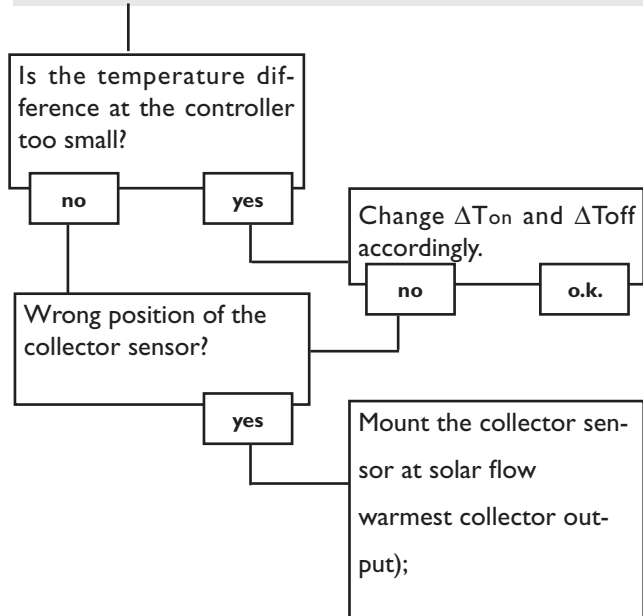 Is the temperature dif-
ference at the controller
too small?
no
yes
Change ΔTon and ΔToff
accordingly.
no
o.k.
Wrong position of the
collector sensor?
yes
Mount the collector sen-
sor at solar flow
warmest collector out-
put);